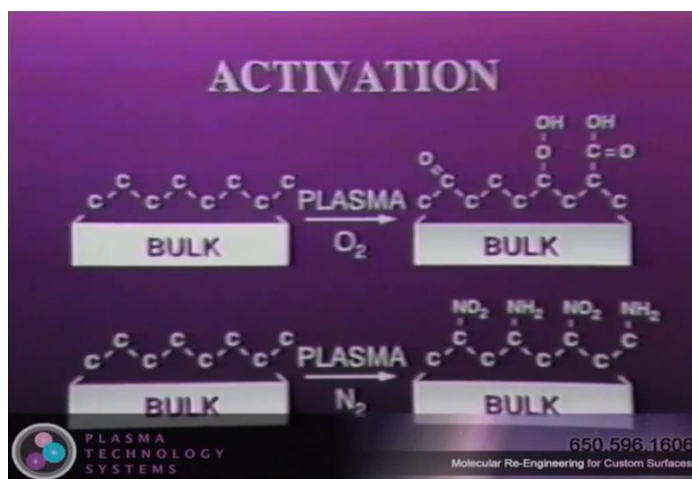 ACTIVATION
OH OH
O O C=O
C C C C C C C C PLASMA C C C C C C C C
BULK O₂ BULK
NO₂ NH₂ NO₂ NH₂
C C C C C C C C PLASMA C C C C C C C C
BULK N₂ BULK
PLASMA
TECHNOLOGY
SYSTEMS
650.596.1606
Molecular Re-Engineering for Custom Surfaces